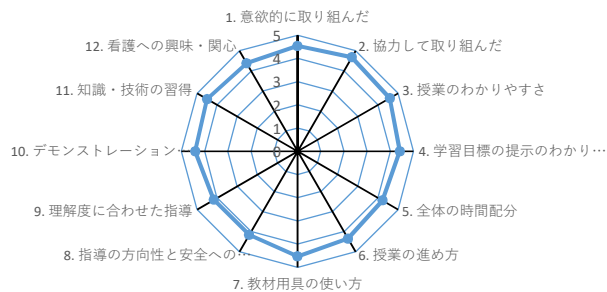 1. 意欲的に取り組んだ
2. 協力して取り組んだ
3. 授業のわかりやすさ
4. 学習目標の提示のわかり…
5. 全体の時間配分
6. 授業の進め方
7. 教材用具の使い方
8. 指導の方向性と安全への…
9. 理解度に合わせた指導
10. デモンストレーション…
11. 知識・技術の習得
12. 看護への興味・関心
5
4
3
2
1
0